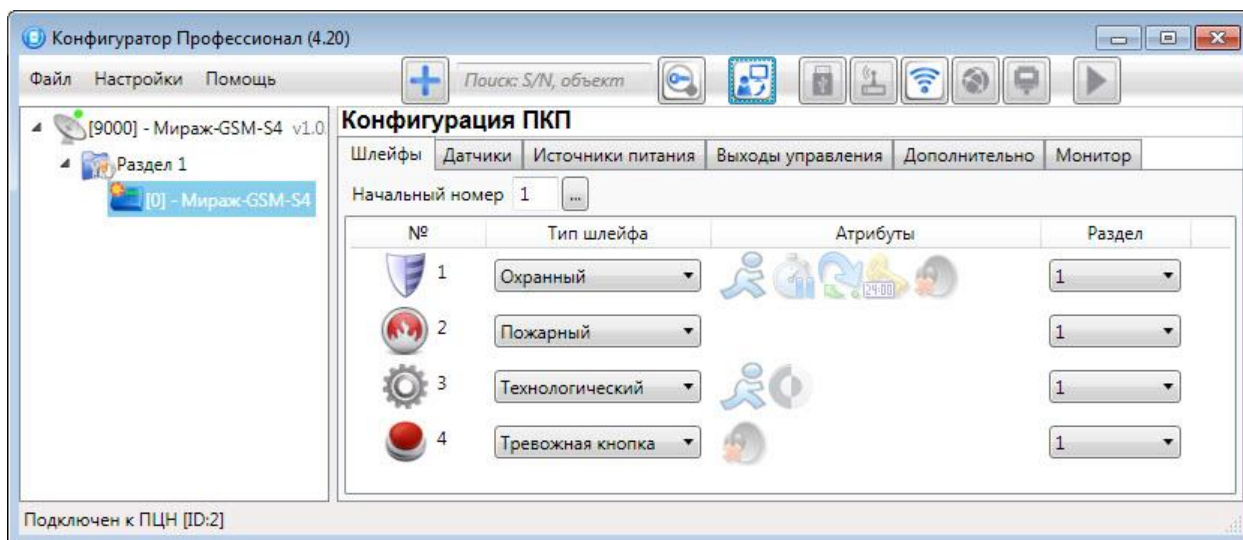 Конфигуратор Профессионал (4.20)
Файл Настройки Помощь Поиск: S/N, объект
[9000] - Мираж-GSM-S4 v1.0.
Раздел 1
[0] - Мираж-GSM-S4
Конфигурация ПКП
Шлейфы Датчики Источники питания Выходы управления Дополнительно Монитор
Начальный номер 1 ...
№ Тип шлейфа Атрибуты Раздел
1 Охранный 24:00 1
2 Пожарный 1
3 Технологический 1
4 Тревожная кнопка 1
Подключен к ПЦН [ID:2]